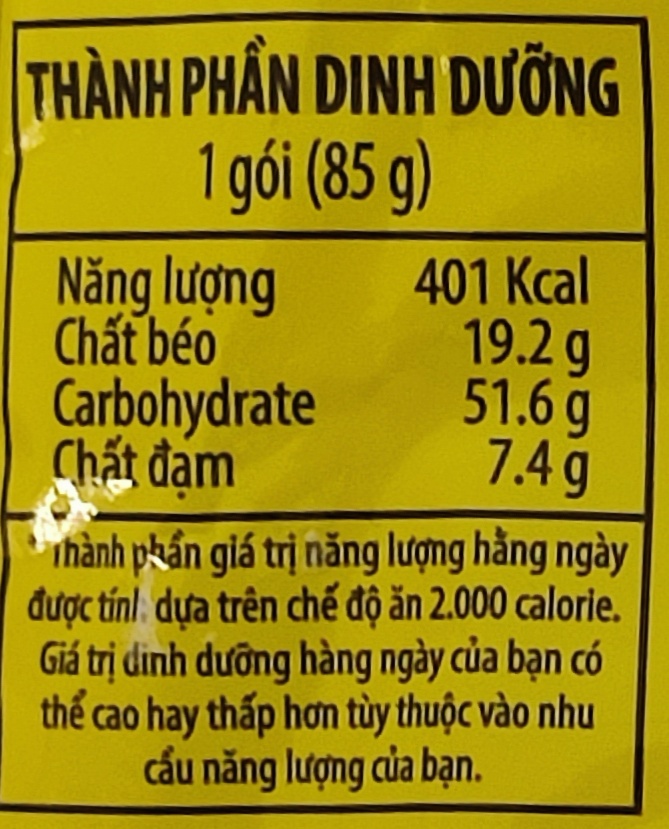 THÀNH PHẦN DINH DƯỠNG
1 gói (85 g)
Năng lượng 401 Kcal
Chất béo 19.2 g
Carbohydrate 51.6 g
Chất đạm 7.4 g
Thành phần giá trị năng lượng hằng ngày
được tính dựa trên chế độ ăn 2.000 calorie.
Giá trị dinh dưỡng hàng ngày của bạn có
thể cao hay thấp hơn tùy thuộc vào nhu
cầu năng lượng của bạn.